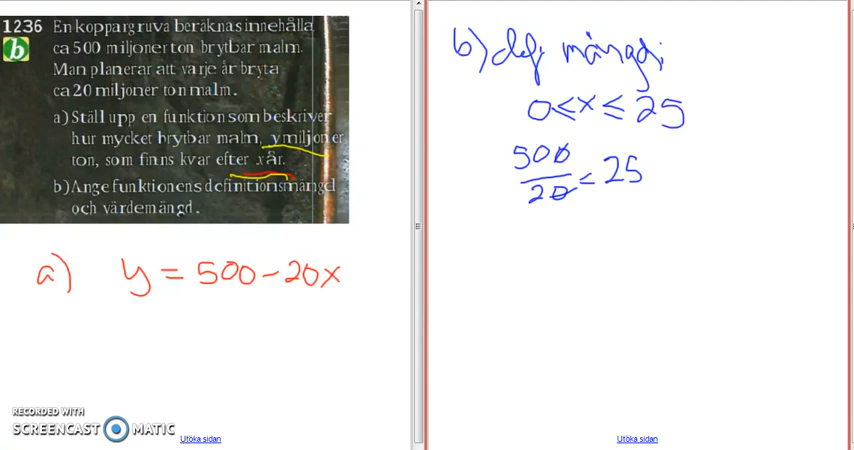 1236 En koppargruva beräknas innehålla
ca 500 miljoner ton brytbar malm.
Man planerar att varje år bryta
ca 20 miljoner ton malm.
b
a) Ställ upp en funktion som beskriver
hur mycket brytbar malm, y miljoner
ton, som finns kvar efter x år.
b) Ange funktionens definitionsmängd
och värdemängd.
a) y = 500 - 20x
RECORDED WITH
SCREENCAST MATIC
Utöka sidan
b) def mängd:
0 ≤ x ≤ 25
500/20 = 25
Utöka sidan